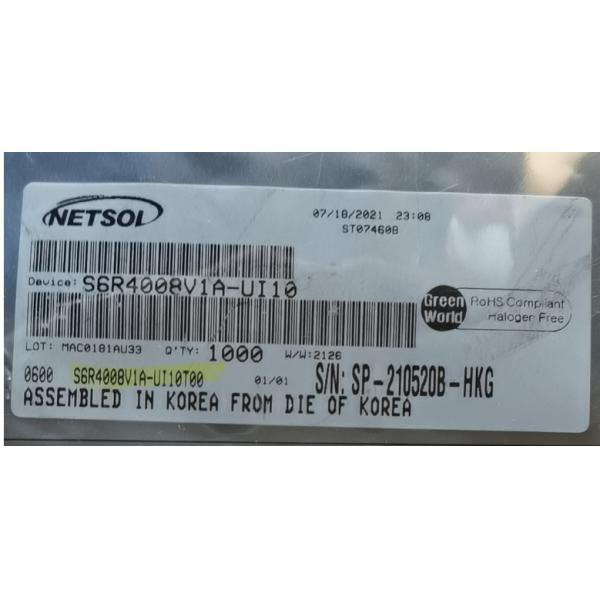 NETSOL
07/18/2021 23:08
ST07460B
Device: S6R4008V1A-UI10
Green World
RoHS Compliant
Halogen Free
LOT: MAC0181AU33 Q'TY: 1000 W/W:2126
0600 S6R4008V1A-UI10T00 01/01 S/N: SP-210520B-HKG
ASSEMBLED IN KOREA FROM DIE OF KOREA